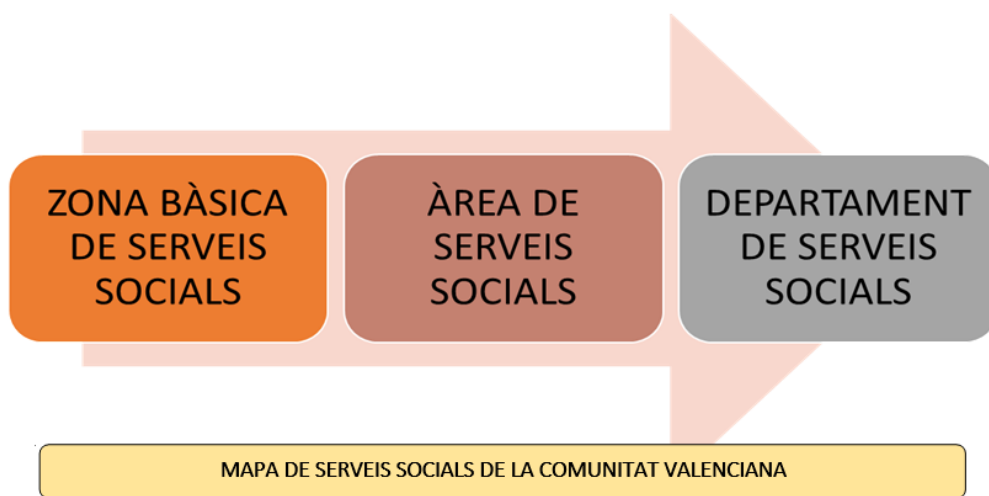 ZONA BÀSICA
DE SERVEIS
SOCIALS
ÀREA DE
SERVEIS
SOCIALS
DEPARTAMENT
DE SERVEIS
SOCIALS
MAPA DE SERVEIS SOCIALS DE LA COMUNITAT VALENCIANA